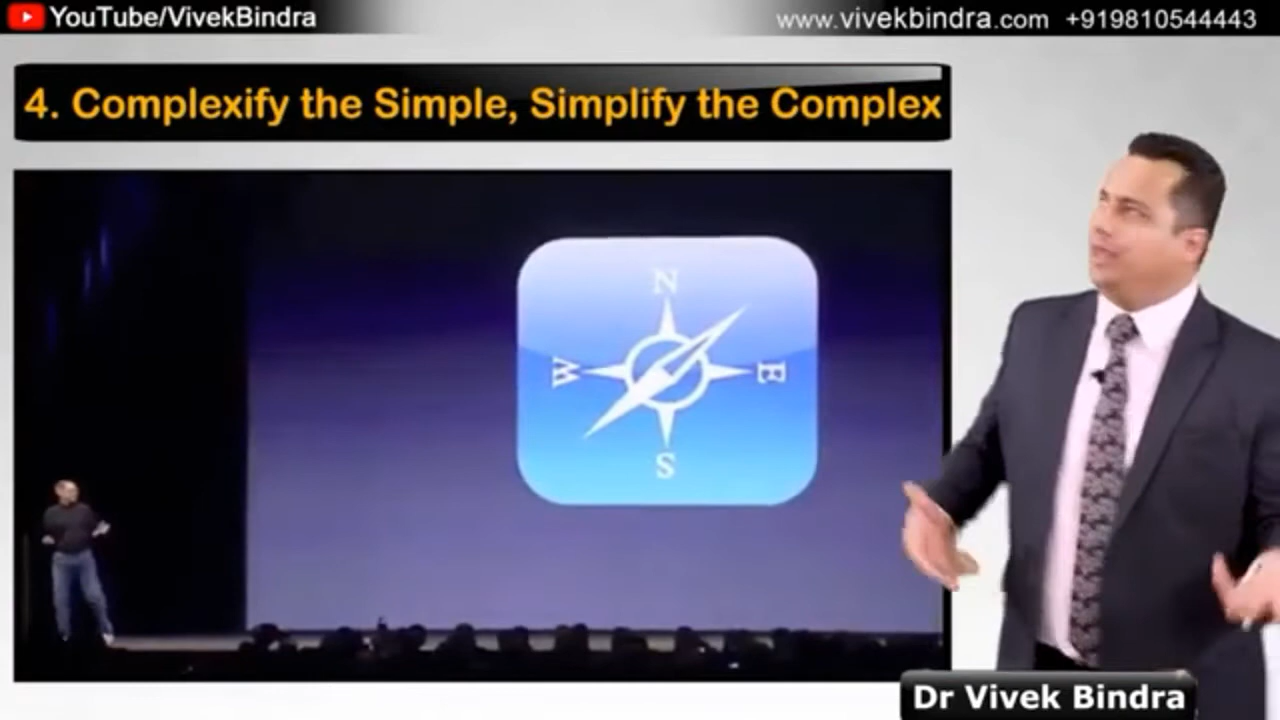 YouTube/VivekBindra
www.vivekbindra.com +919810544443
4. Complexify the Simple, Simplify the Complex
N
W E
S
Dr Vivek Bindra